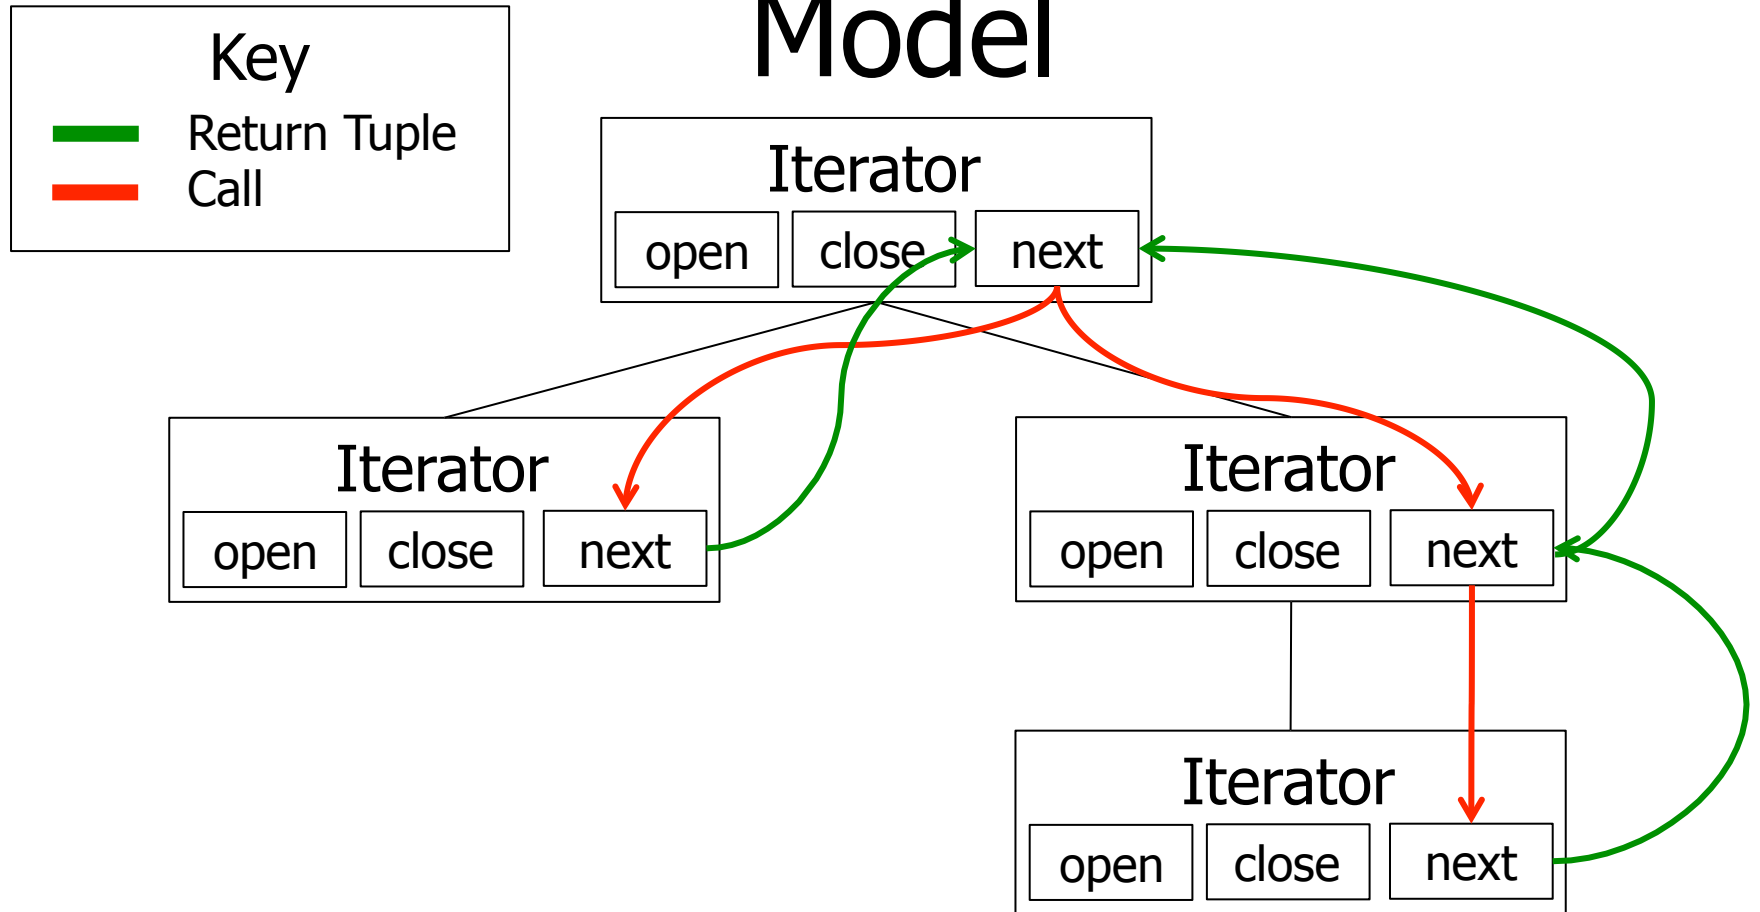 Model
Key
Return Tuple
Call
Iterator
open close next
Iterator
open close next
Iterator
open close next
Iterator
open close next